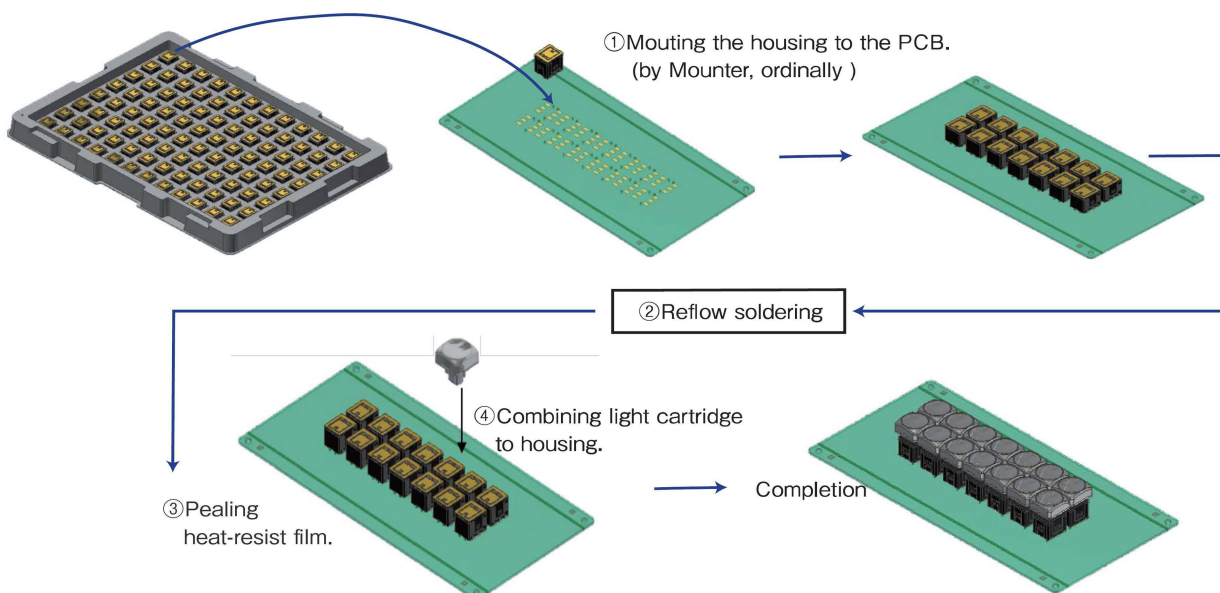 ①Mouting the housing to the PCB.
(by Mounter, ordinally )
②Reflow soldering
④Combining light cartridge
to housing.
③Pealing
heat-resist film.
Completion